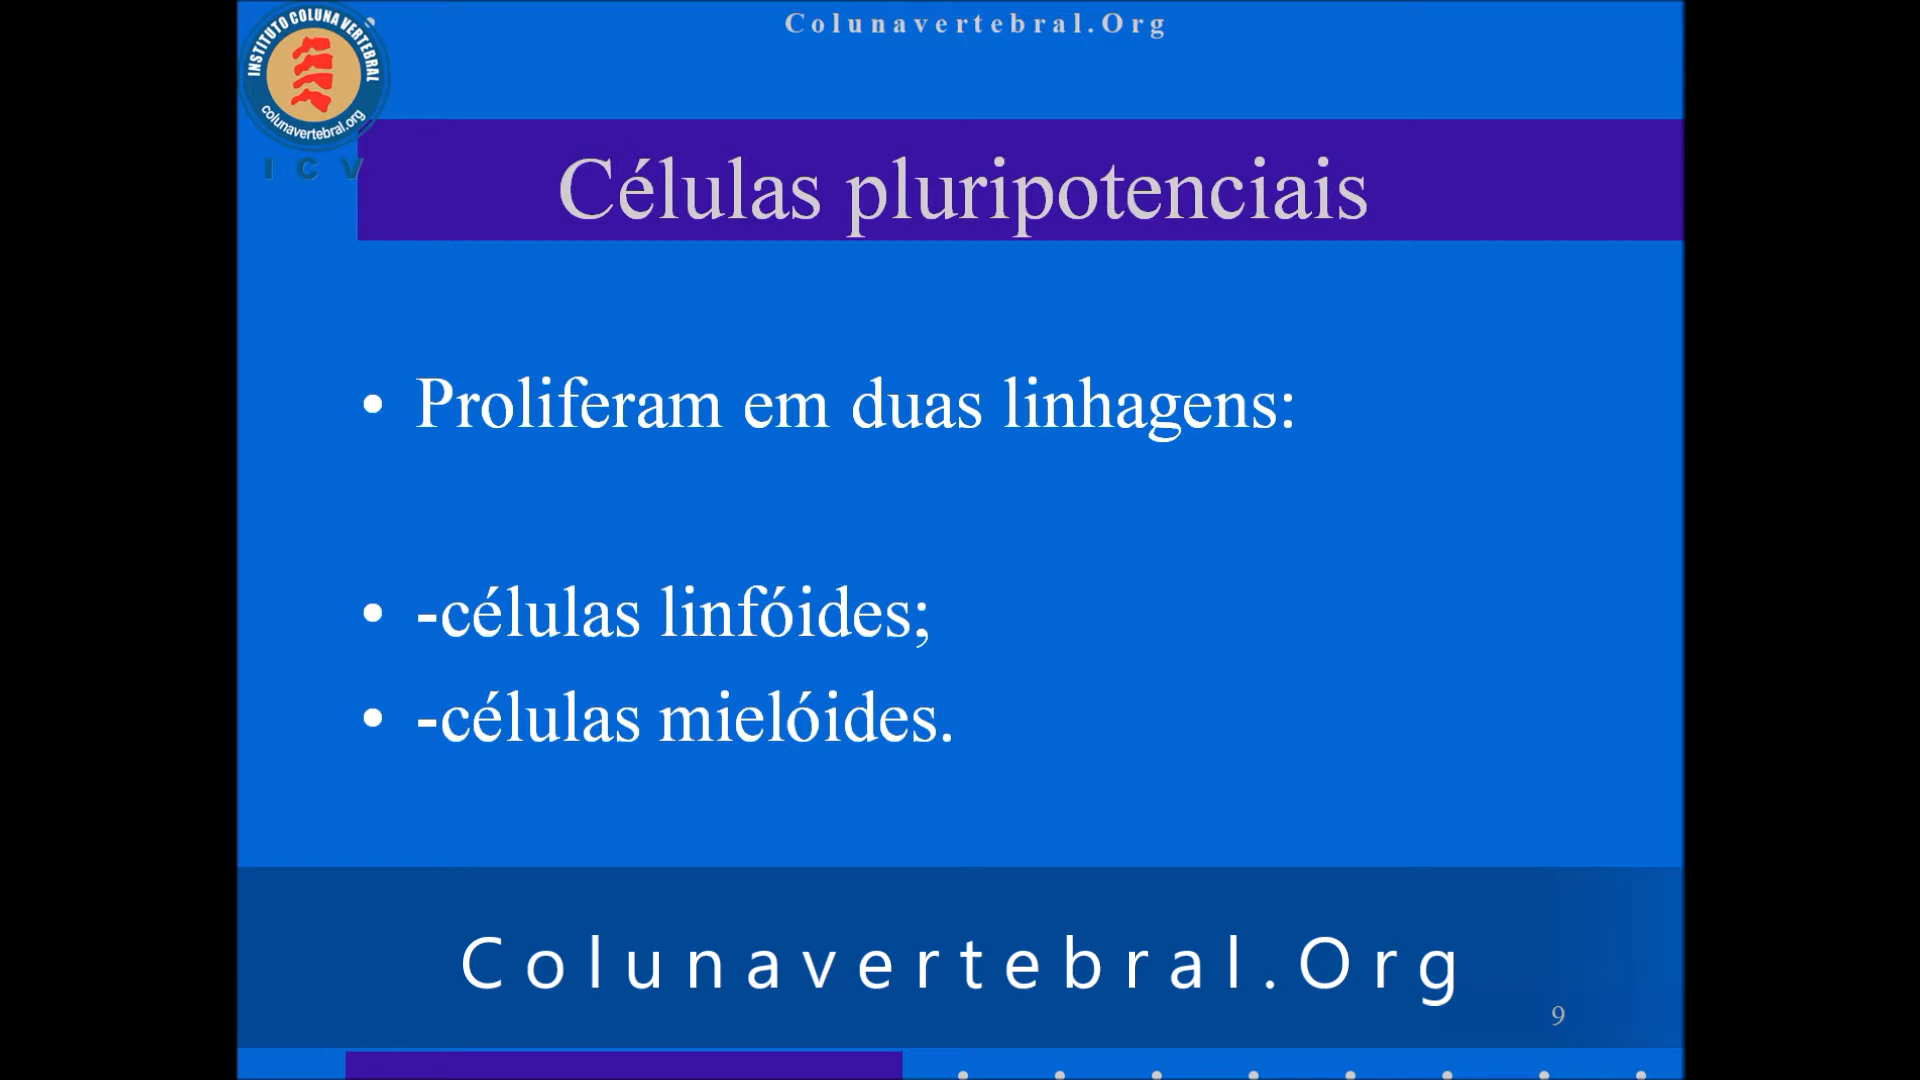 INSTITUTO COLUNA VERTEBRAL
colunavertebral.org
I C V
Colunavertebral.Org
Células pluripotenciais
• Proliferam em duas linhagens:
• -células linfóides;
• -células mielóides.
Colunavertebral.Org
9